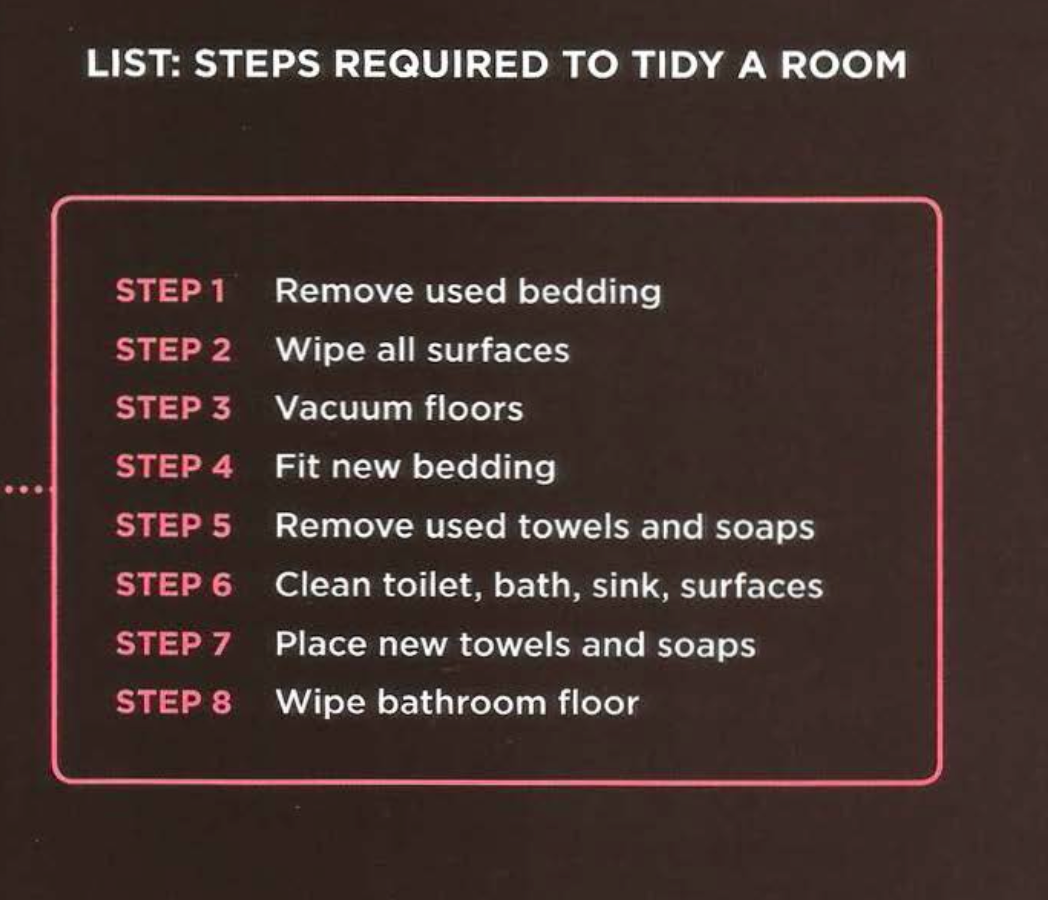 LIST: STEPS REQUIRED TO TIDY A ROOM
STEP 1 Remove used bedding
STEP 2 Wipe all surfaces
STEP 3 Vacuum floors
STEP 4 Fit new bedding
STEP 5 Remove used towels and soaps
STEP 6 Clean toilet, bath, sink, surfaces
STEP 7 Place new towels and soaps
STEP 8 Wipe bathroom floor